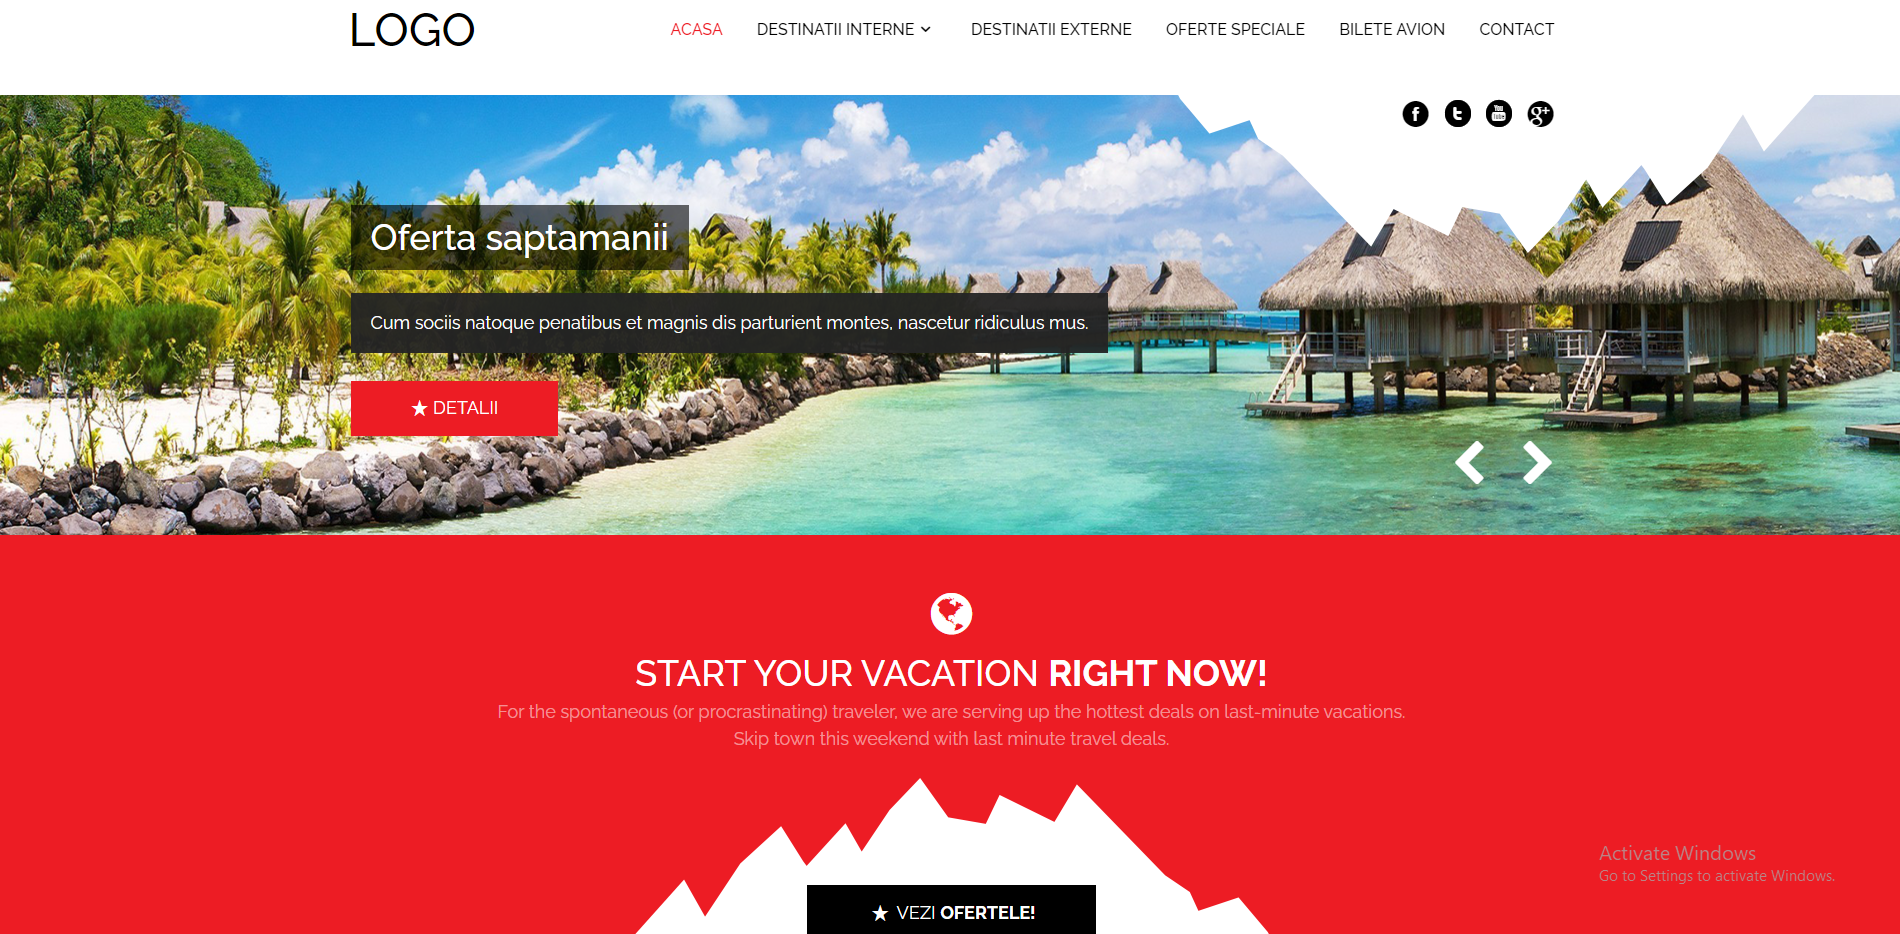 LOGO
ACASA DESTINATII INTERNE DESTINATII EXTERNE OFERTE SPECIALE BILETE AVION CONTACT
f t You Tube g+
Oferta saptamanii
Cum sociis natoque penatibus et magnis dis parturient montes, nascetur ridiculus mus.
★ DETALII
START YOUR VACATION RIGHT NOW!
For the spontaneous (or procrastinating) traveler, we are serving up the hottest deals on last-minute vacations.
Skip town this weekend with last minute travel deals.
★ VEZI OFERTELE!
Activate Windows
Go to Settings to activate Windows.